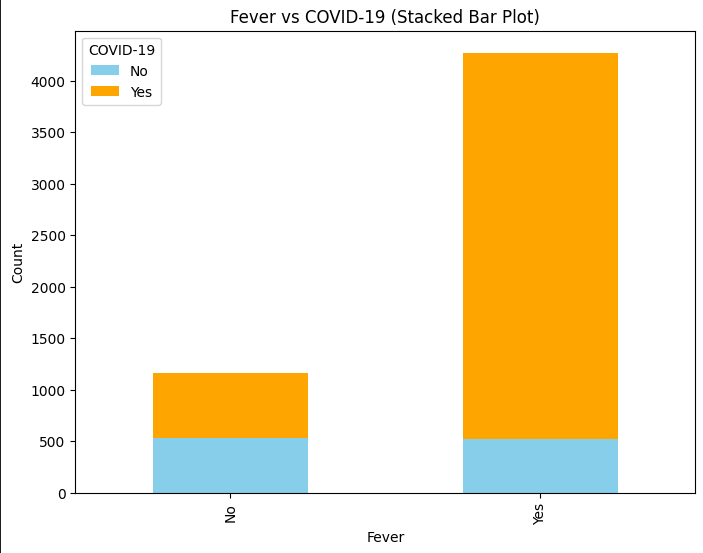 Fever vs COVID-19 (Stacked Bar Plot)
COVID-19
No
Yes
4000
3500
3000
2500
2000
1500
1000
500
0
Count
No
Yes
Fever